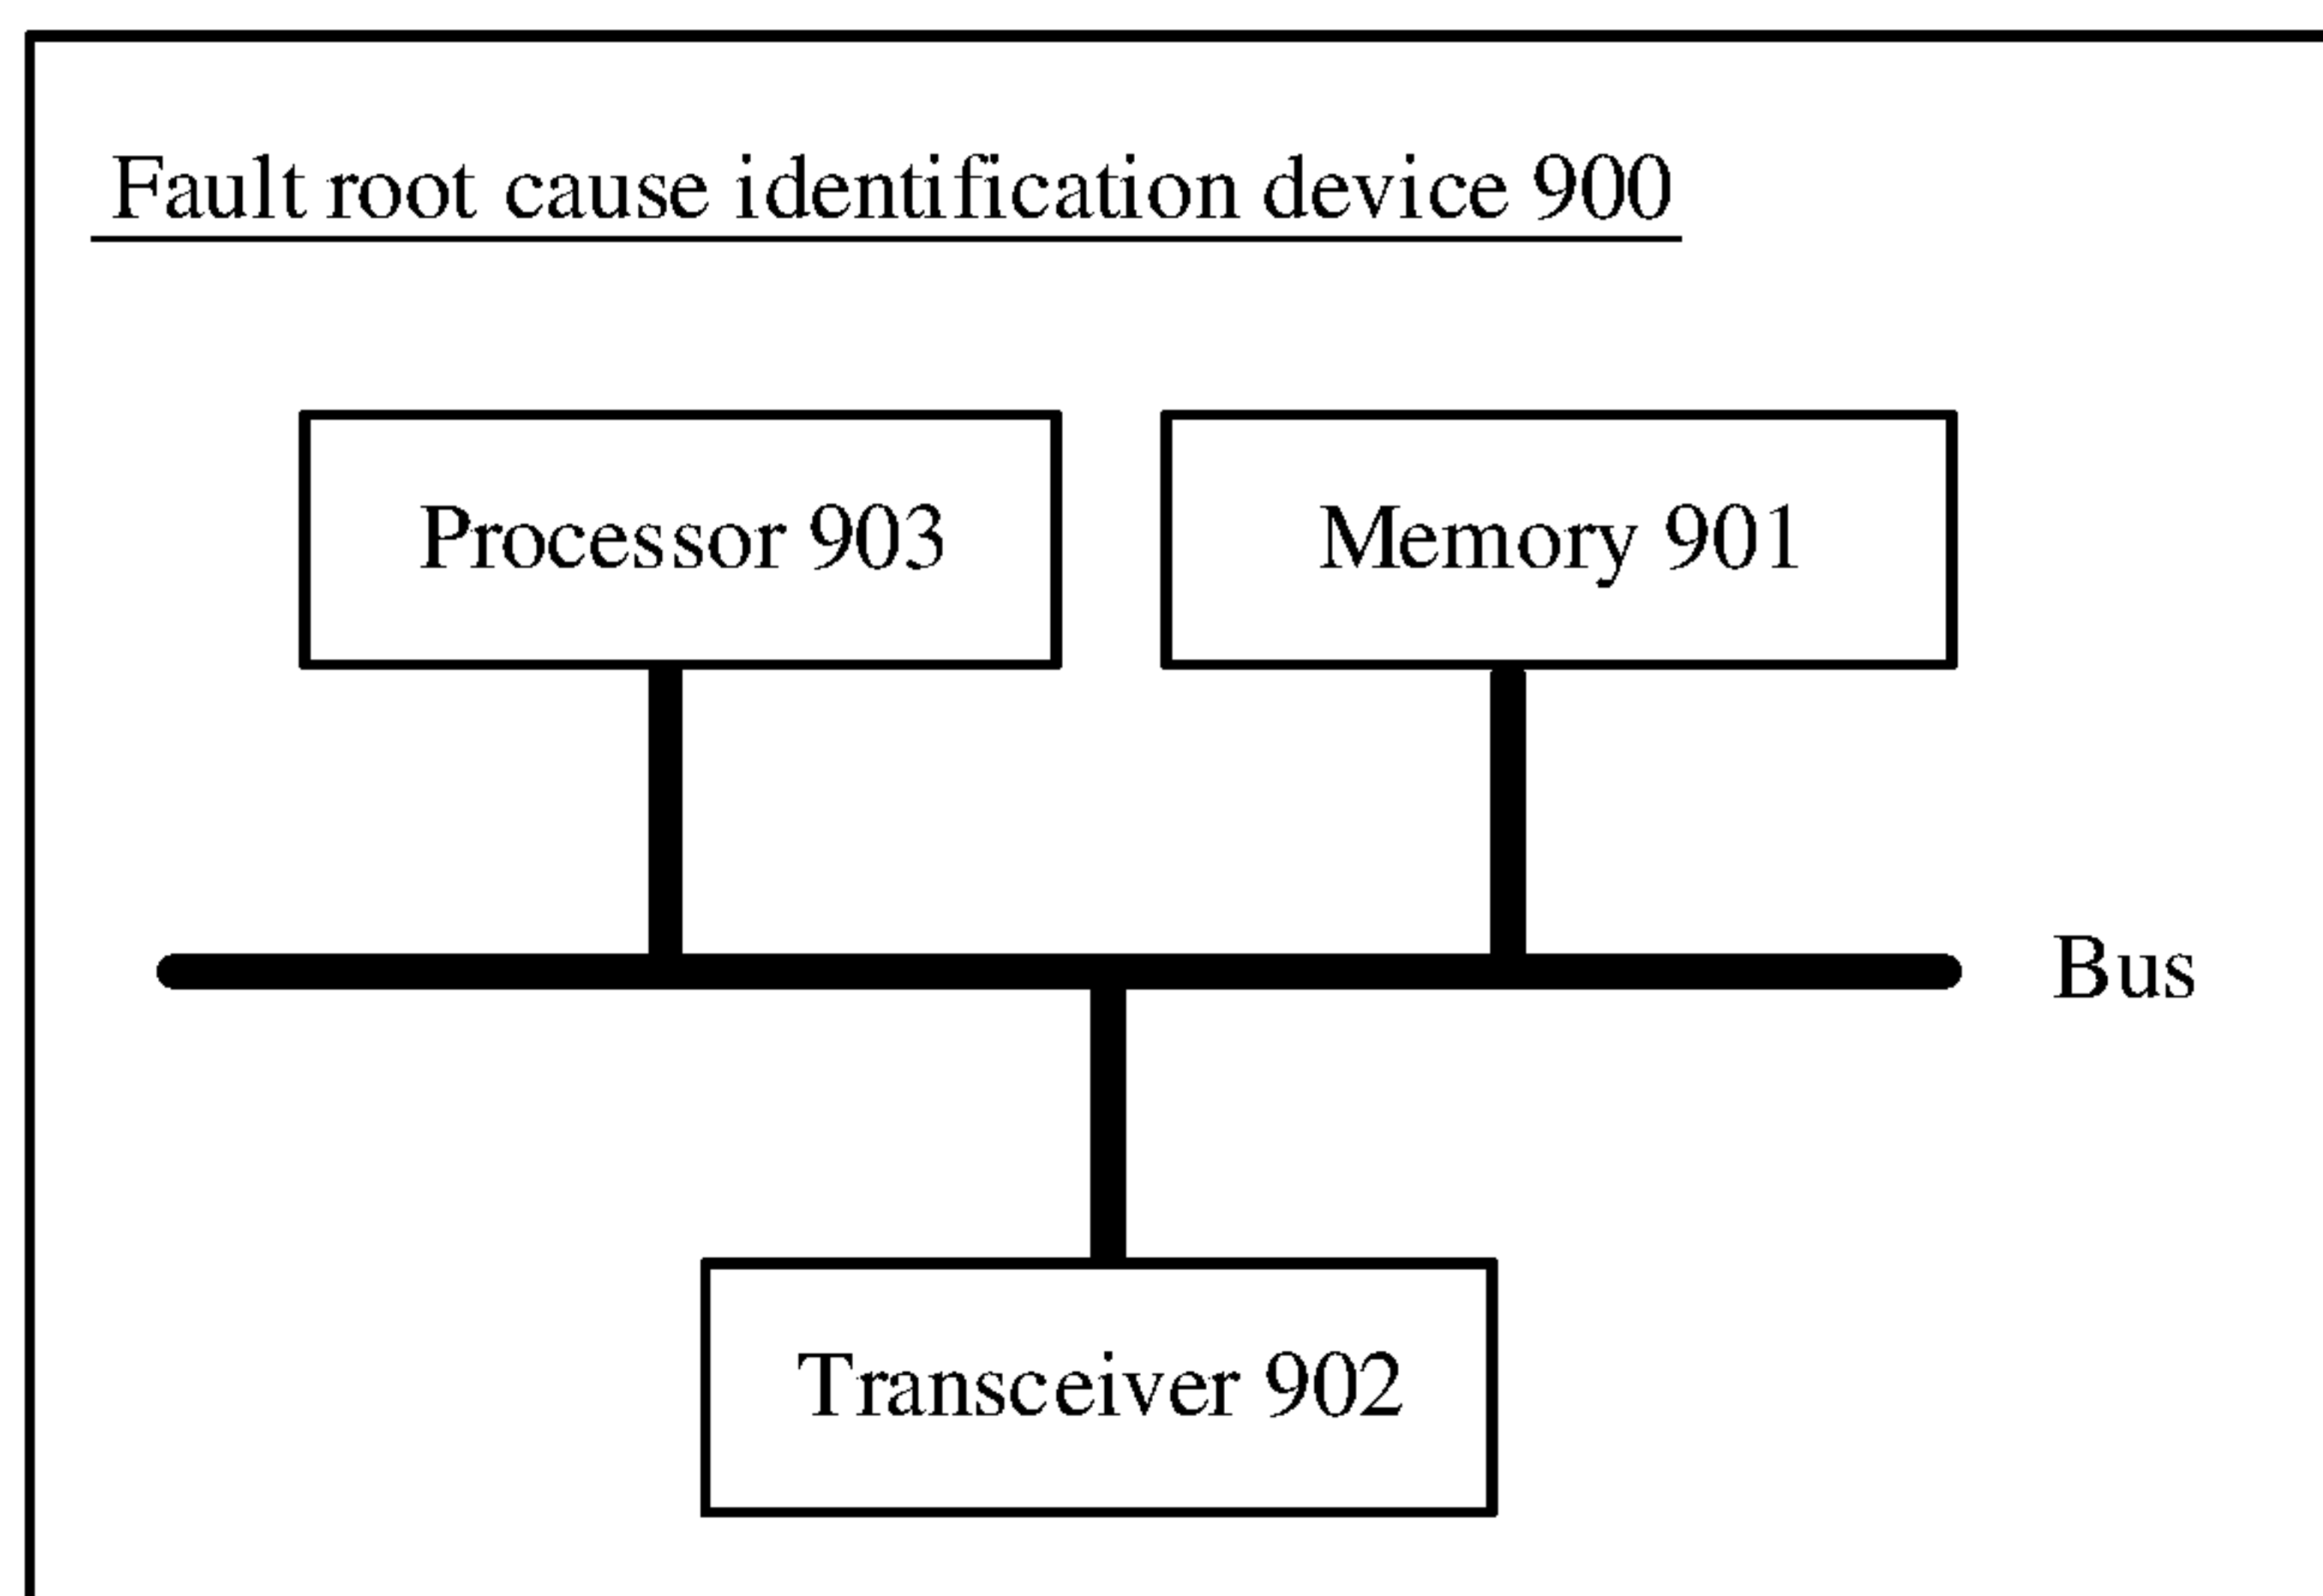 Fault root cause identification device 900
Processor 903
Memory 901
Bus
Transceiver 902